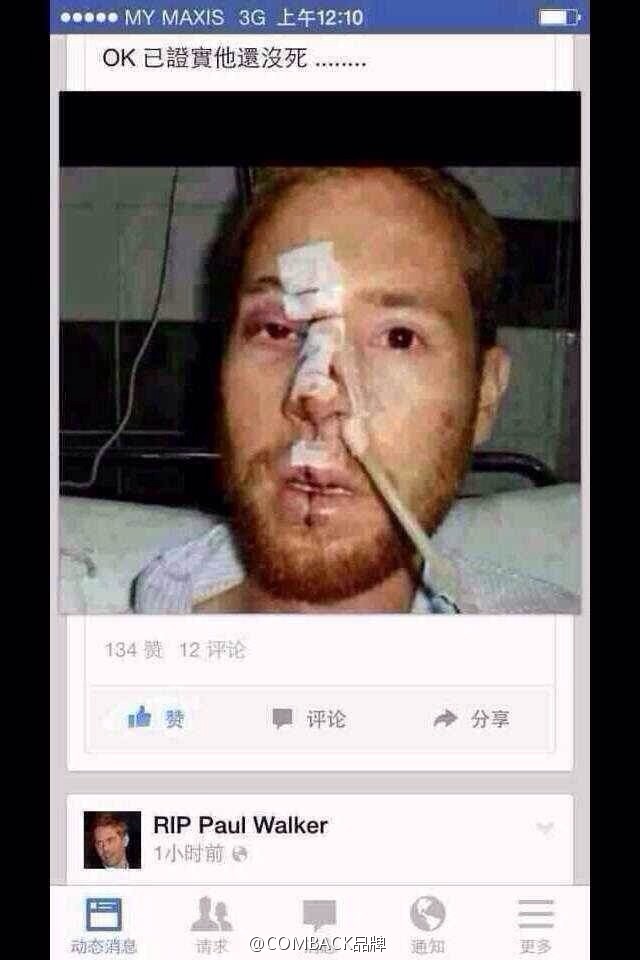 MY MAXIS 3G 上午12:10
OK 已證實他還沒死 ........
134 赞 12 评论
赞 评论 分享
RIP Paul Walker
1小时前
动态消息 请求 通知 更多
@COMBACK品牌